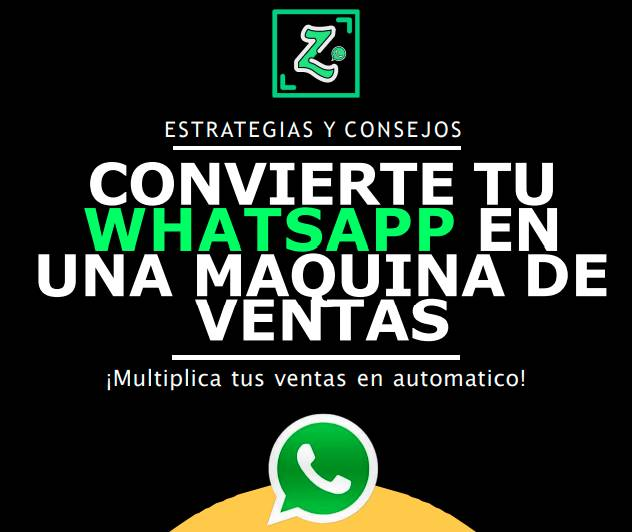 Z
ESTRATEGIAS Y CONSEJOS
CONVIERTE TU
WHATSAPP EN
UNA MAQUINA DE
VENTAS
¡Multiplica tus ventas en automatico!